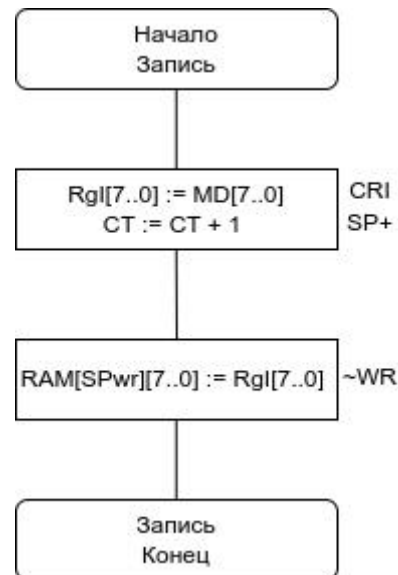 Начало
Запись
RgI[7..0] := MD[7..0]
CT := CT + 1
CRI
SP+
RAM[SPwr][7..0] := RgI[7..0]
~WR
Запись
Конец